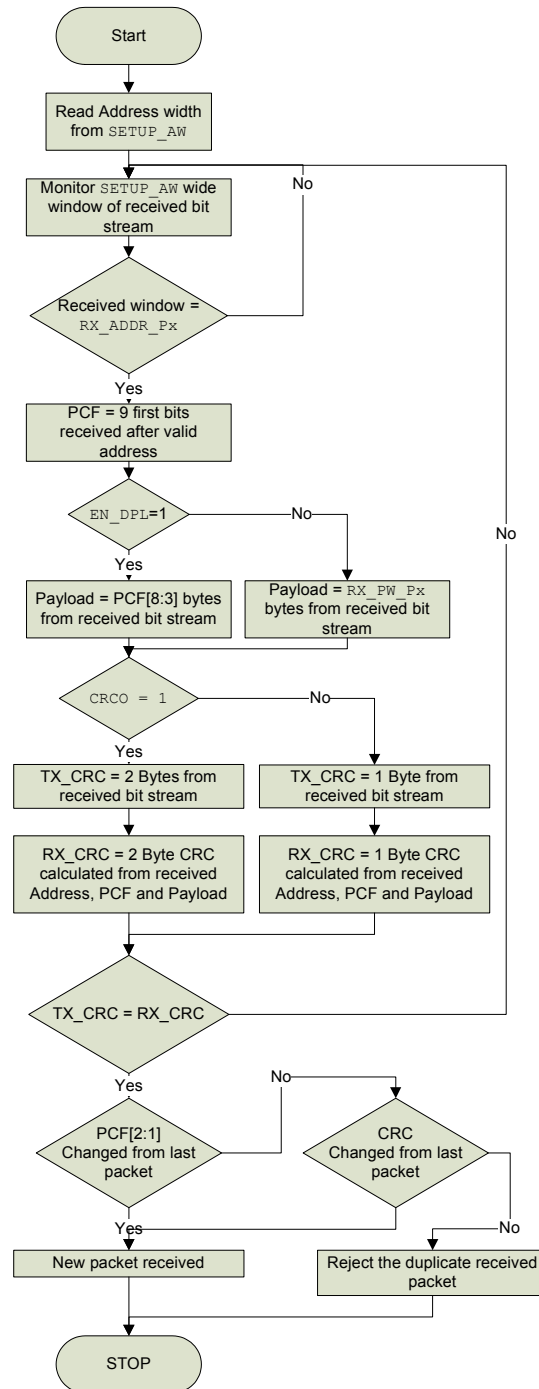 Start
Read Address width
from SETUP_AW
No
Monitor SETUP_AW wide
window of received bit
stream
Received window =
RX_ADDR_Px
Yes
PCF = 9 first bits
received after valid
address
EN_DPL=1
No
No
Yes
Payload = PCF[8:3] bytes
from received bit stream
Payload = RX_PW_Px
bytes from received bit
stream
CRCO = 1
No
Yes
TX_CRC = 2 Bytes from
received bit stream
TX_CRC = 1 Byte from
received bit stream
RX_CRC = 2 Byte CRC
calculated from received
Address, PCF and Payload
RX_CRC = 1 Byte CRC
calculated from received
Address, PCF and Payload
TX_CRC = RX_CRC
Yes
No
PCF[2:1]
Changed from last
packet
CRC
Changed from last
packet
Yes
No
New packet received
Reject the duplicate received
packet
STOP